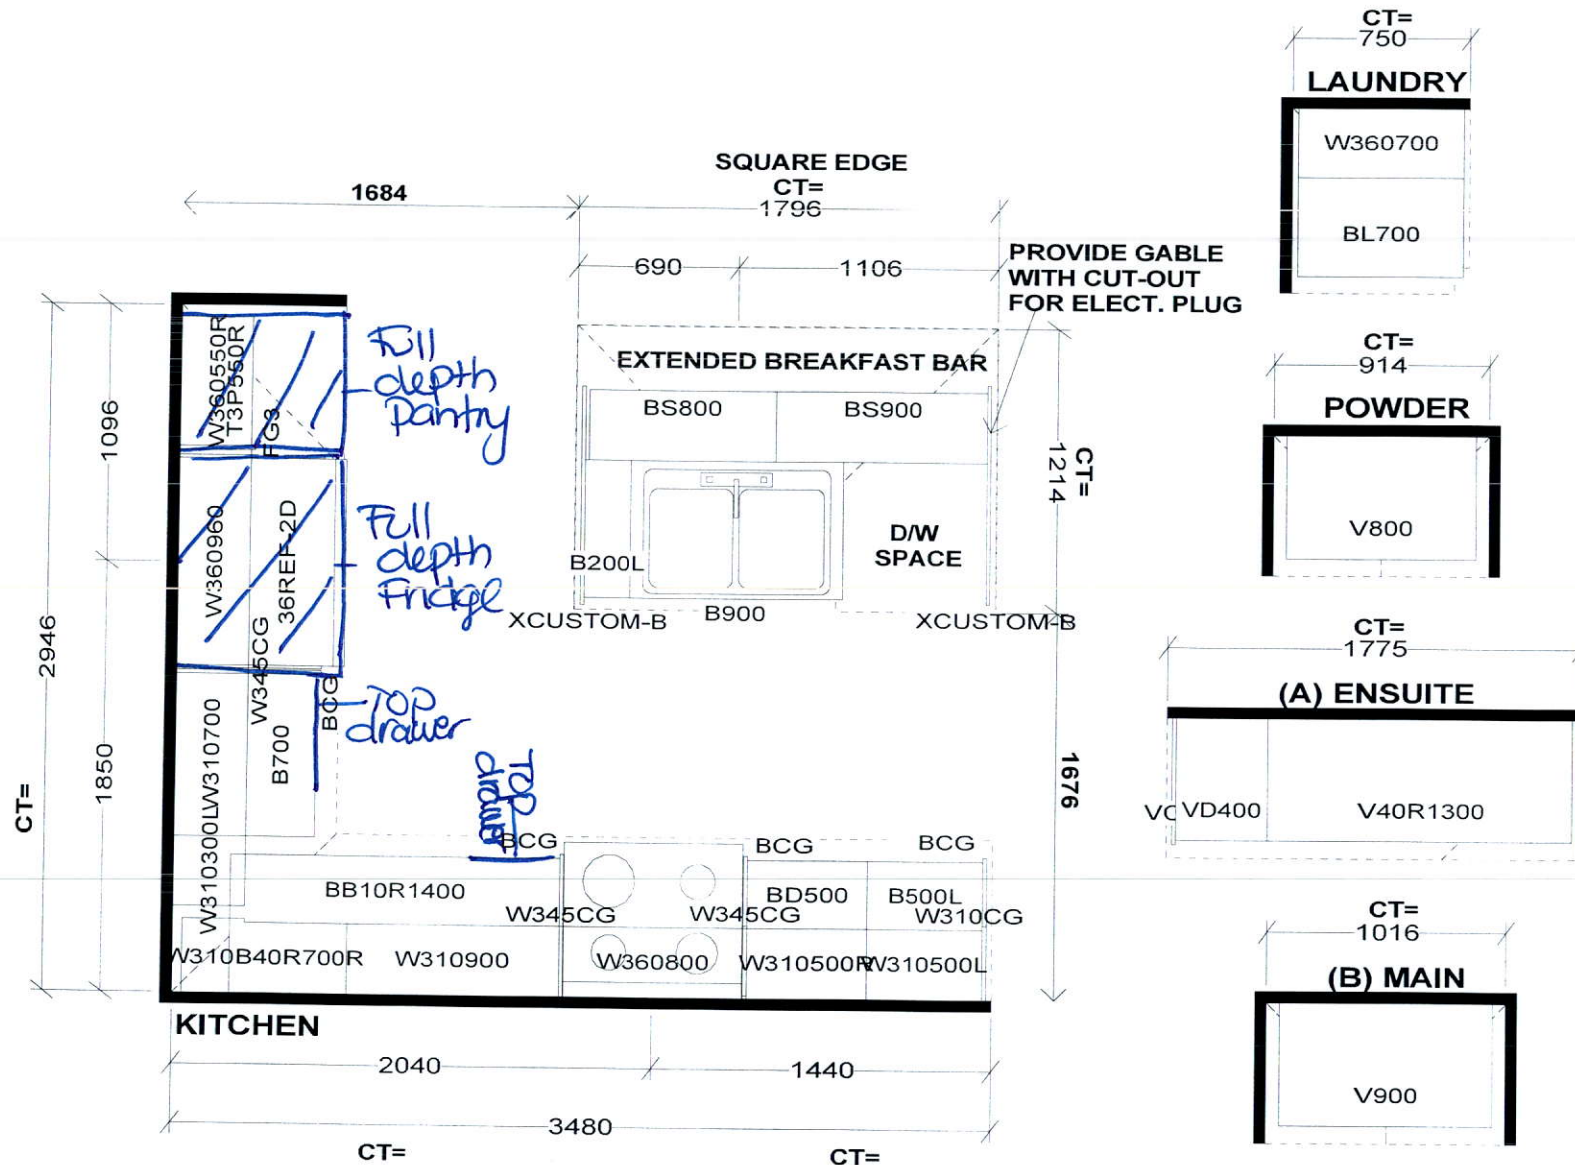 CT=
750
LAUNDRY
W360700
BL700
SQUARE EDGE
CT=
1796
1684
690
1106
PROVIDE GABLE
WITH CUT-OUT
FOR ELECT. PLUG
EXTENDED BREAKFAST BAR
BS800
BS900
CT=
1214
D/W
SPACE
B200L
B900
XCUSTOM-B
XCUSTOM-B
W360550R
T3P550R
FG3
Full
depth
Pantry
1096
W360960
36REF-2D
Full
depth
Fridge
2946
CT=
1850
W345CG
BCG
B700
TOP
drawer
W310300LW310700
TOP
drawer
BCG
BCG
BCG
BB10R1400
BD500
B500L
W345CG
W345CG
W310CG
W310B40R700R
W310900
W360800
W310500R
W310500L
1676
KITCHEN
2040
1440
3480
CT=
CT=
CT=
914
POWDER
V800
CT=
1775
(A) ENSUITE
VD400
V40R1300
CT=
1016
(B) MAIN
V900